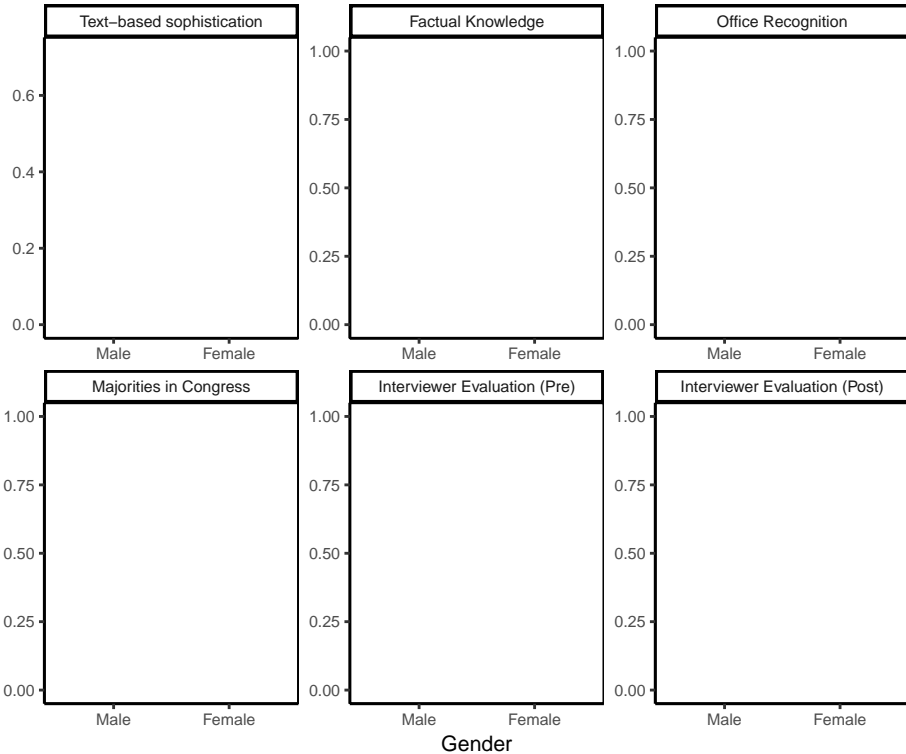 Text−based sophistication
Factual Knowledge
Office Recognition
0.6
0.4
0.2
0.0
Male Female
1.00
0.75
0.50
0.25
0.00
Male Female
1.00
0.75
0.50
0.25
0.00
Male Female
Majorities in Congress
Interviewer Evaluation (Pre)
Interviewer Evaluation (Post)
1.00
0.75
0.50
0.25
0.00
Male Female
1.00
0.75
0.50
0.25
0.00
Male Female
1.00
0.75
0.50
0.25
0.00
Male Female
Gender